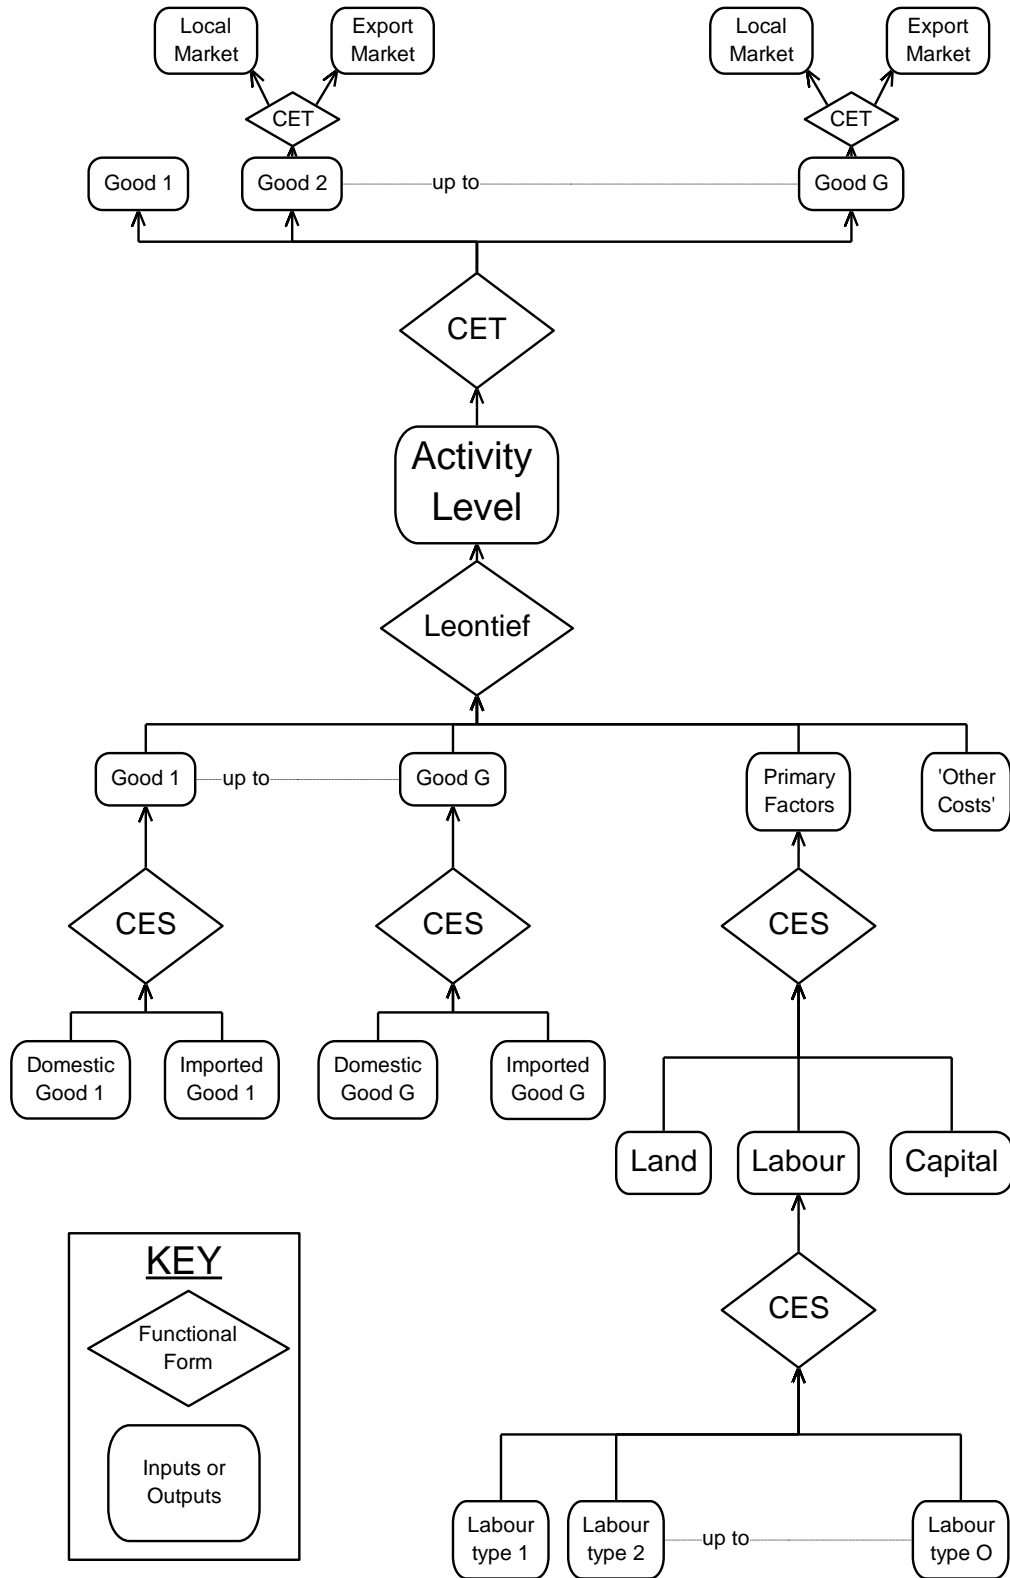 Local
Market
Export
Market
Local
Market
Export
Market
CET
CET
Good 1
Good 2
up to
Good G
CET
Activity
Level
Leontief
Good 1
up to
Good G
Primary
Factors
'Other
Costs'
CES
CES
CES
Domestic
Good 1
Imported
Good 1
Domestic
Good G
Imported
Good G
Land
Labour
Capital
KEY
Functional
Form
Inputs or
Outputs
CES
Labour
type 1
Labour
type 2
up to
Labour
type O